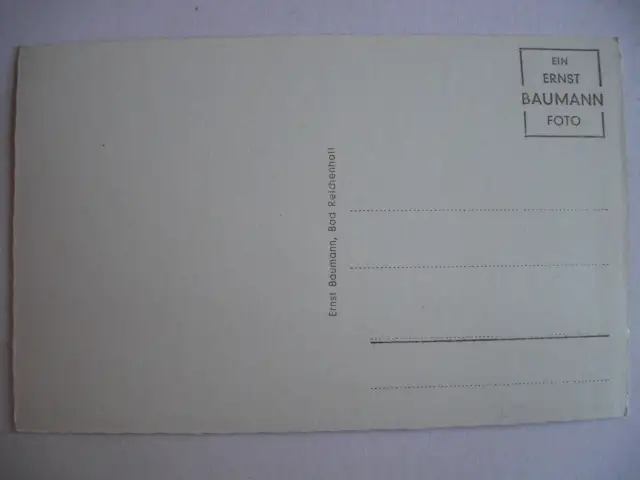 EIN
ERNST
BAUMANN
FOTO
Ernst Baumann, Bad Reichenhall